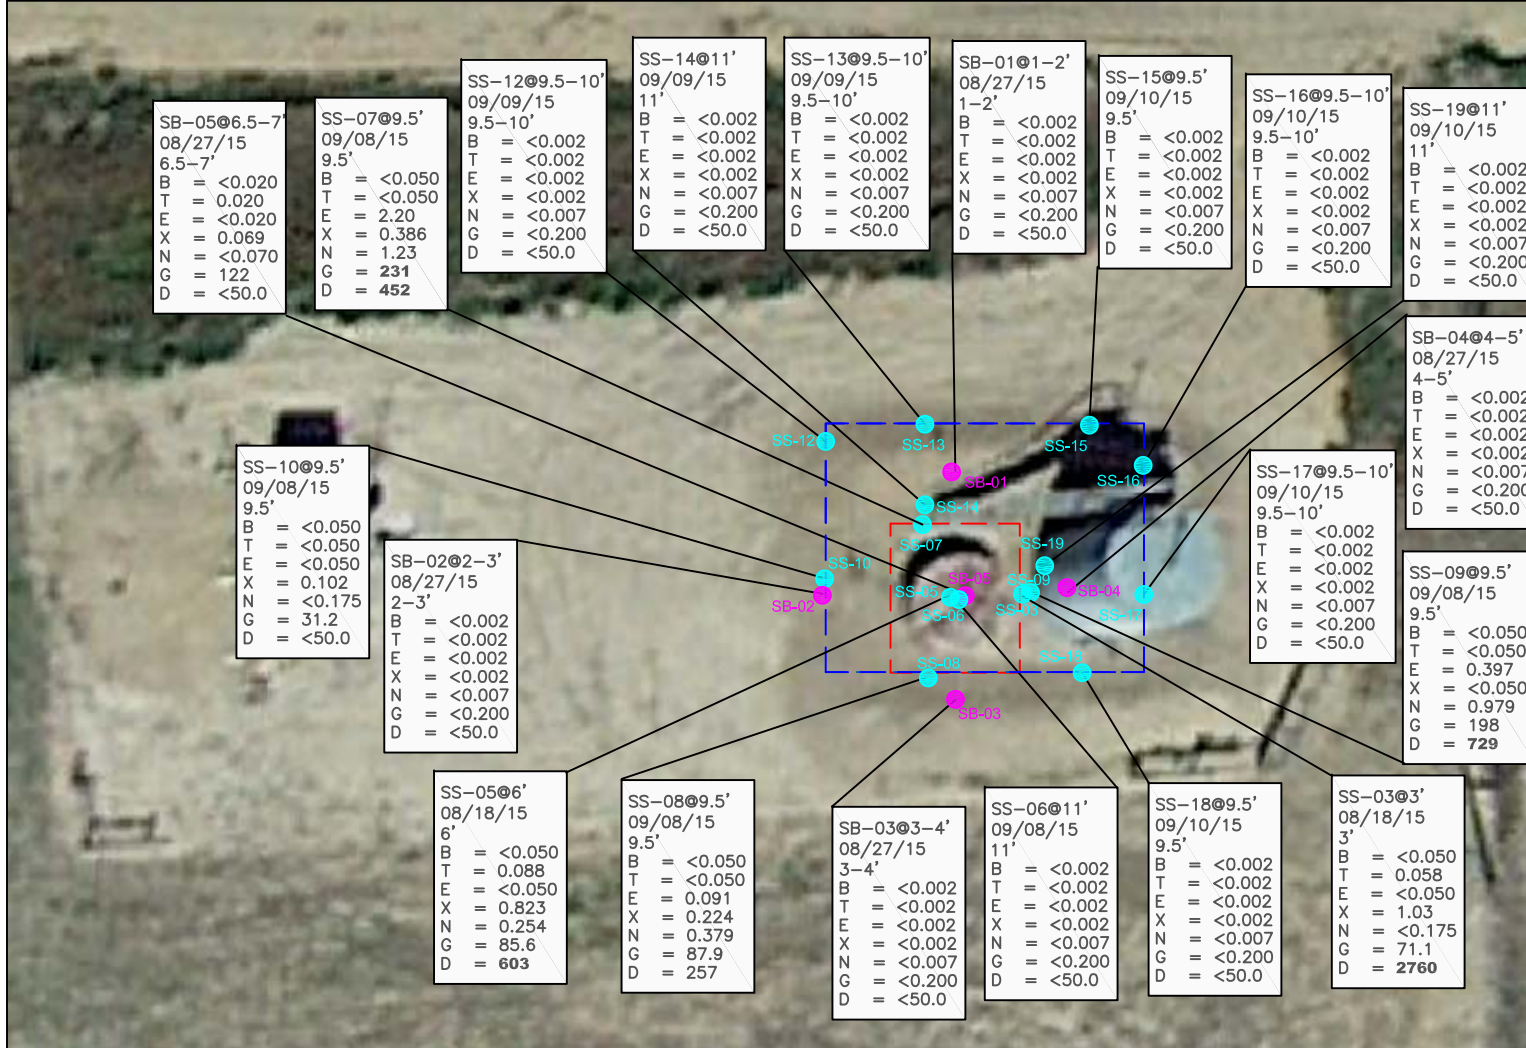 SB-05@6.5-7'
08/27/15
6.5-7'
B = <0.020
T = 0.020
E = <0.020
X = 0.069
N = <0.070
G = 122
D = <50.0
SS-07@9.5'
09/08/15
9.5'
B = <0.050
T = <0.050
E = 2.20
X = 0.386
N = 1.23
G = 231
D = 452
SS-12@9.5-10'
09/09/15
9.5-10'
B = <0.002
T = <0.002
E = <0.002
X = <0.002
N = <0.007
G = <0.200
D = <50.0
SS-14@11'
09/09/15
11'
B = <0.002
T = <0.002
E = <0.002
X = <0.002
N = <0.007
G = <0.200
D = <50.0
SS-13@9.5-10'
09/09/15
9.5-10'
B = <0.002
T = <0.002
E = <0.002
X = <0.002
N = <0.007
G = <0.200
D = <50.0
SB-01@1-2'
08/27/15
1-2'
B = <0.002
T = <0.002
E = <0.002
X = <0.002
N = <0.007
G = <0.200
D = <50.0
SS-15@9.5'
09/10/15
9.5'
B = <0.002
T = <0.002
E = <0.002
X = <0.002
N = <0.007
G = <0.200
D = <50.0
SS-16@9.5-10'
09/10/15
9.5-10'
B = <0.002
T = <0.002
E = <0.002
X = <0.002
N = <0.007
G = <0.200
D = <50.0
SS-19@11'
09/10/15
11'
B = <0.002
T = <0.002
E = <0.002
X = <0.002
N = <0.007
G = <0.200
D = <50.0
SB-04@4-5'
08/27/15
4-5'
B = <0.002
T = <0.002
E = <0.002
X = <0.002
N = <0.007
G = <0.200
D = <50.0
SS-12
SS-13
SS-15
SS-16
SB-01
SS-14
SS-07
SS-19
SS-10
SB-02
SS-05
SS-06
SB-05
SS-09
SS-03
SB-04
SS-17
SS-08
SS-18
SB-03
SS-10@9.5'
09/08/15
9.5'
B = <0.050
T = <0.050
E = <0.050
X = 0.102
N = <0.175
G = 31.2
D = <50.0
SB-02@2-3'
08/27/15
2-3'
B = <0.002
T = <0.002
E = <0.002
X = <0.002
N = <0.007
G = <0.200
D = <50.0
SS-17@9.5-10'
09/10/15
9.5-10'
B = <0.002
T = <0.002
E = <0.002
X = <0.002
N = <0.007
G = <0.200
D = <50.0
SS-09@9.5'
09/08/15
9.5'
B = <0.050
T = <0.050
E = 0.397
X = <0.050
N = 0.979
G = 198
D = 729
SS-05@6'
08/18/15
6'
B = <0.050
T = 0.088
E = <0.050
X = 0.823
N = 0.254
G = 85.6
D = 603
SS-08@9.5'
09/08/15
9.5'
B = <0.050
T = <0.050
E = 0.091
X = 0.224
N = 0.379
G = 87.9
D = 257
SB-03@3-4'
08/27/15
3-4'
B = <0.002
T = <0.002
E = <0.002
X = <0.002
N = <0.007
G = <0.200
D = <50.0
SS-06@11'
09/08/15
11'
B = <0.002
T = <0.002
E = <0.002
X = <0.002
N = <0.007
G = <0.200
D = <50.0
SS-18@9.5'
09/10/15
9.5'
B = <0.002
T = <0.002
E = <0.002
X = <0.002
N = <0.007
G = <0.200
D = <50.0
SS-03@3'
08/18/15
3'
B = <0.050
T = 0.058
E = <0.050
X = 1.03
N = <0.175
G = 71.1
D = 2760